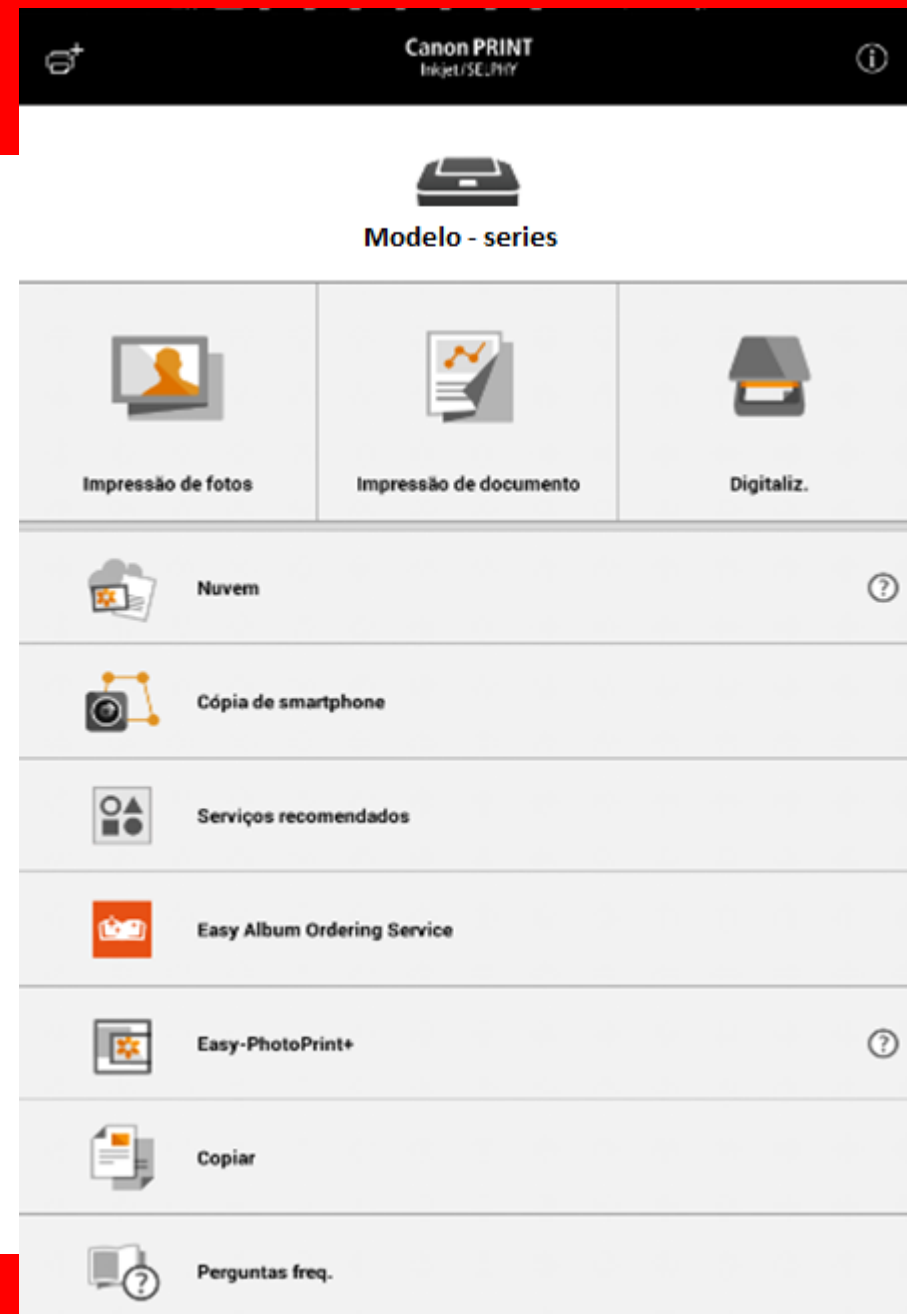 Canon PRINT
Inkjet/SELPHY
Modelo - series
Impressão de fotos
Impressão de documento
Digitaliz.
Nuvem
Cópia de smartphone
Serviços recomendados
Easy Album Ordering Service
Easy-PhotoPrint+
Copiar
Perguntas freq.